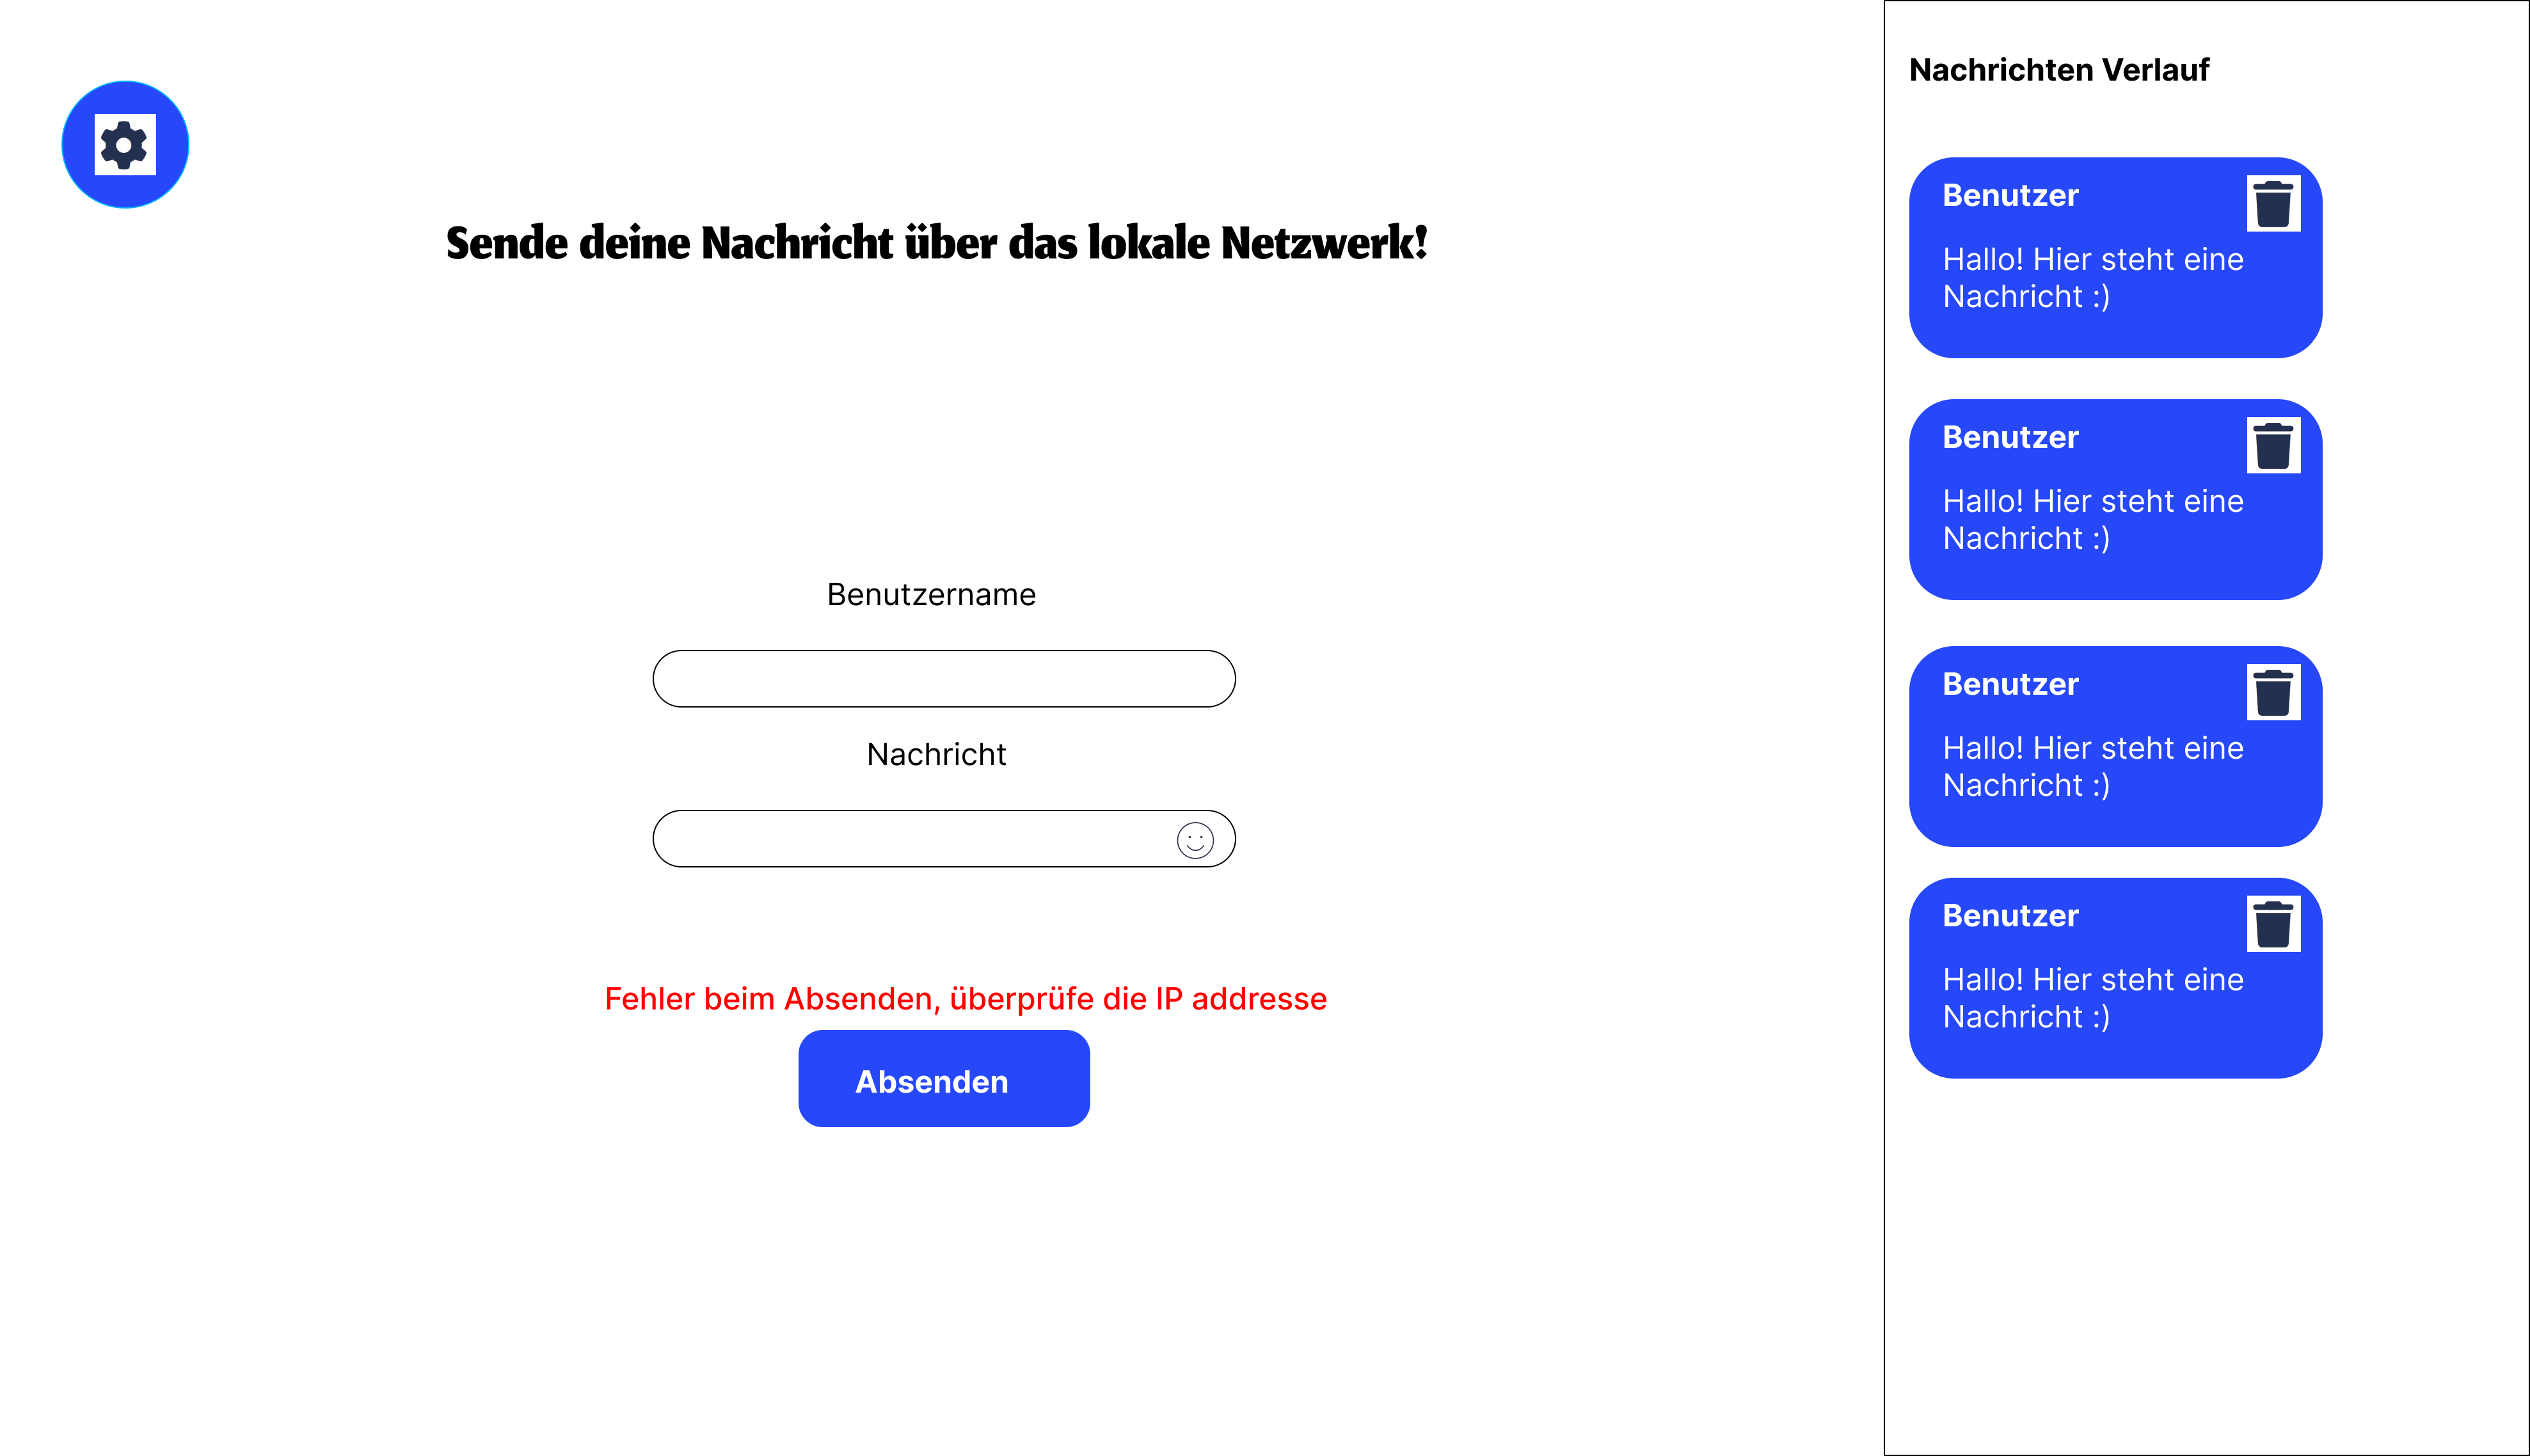 Sende deine Nachricht über das lokale Netzwerk!
Benutzername
Nachricht
Fehler beim Absenden, überprüfe die IP addresse
Absenden
Nachrichten Verlauf
Benutzer
Hallo! Hier steht eine
Nachricht :)
Benutzer
Hallo! Hier steht eine
Nachricht :)
Benutzer
Hallo! Hier steht eine
Nachricht :)
Benutzer
Hallo! Hier steht eine
Nachricht :)